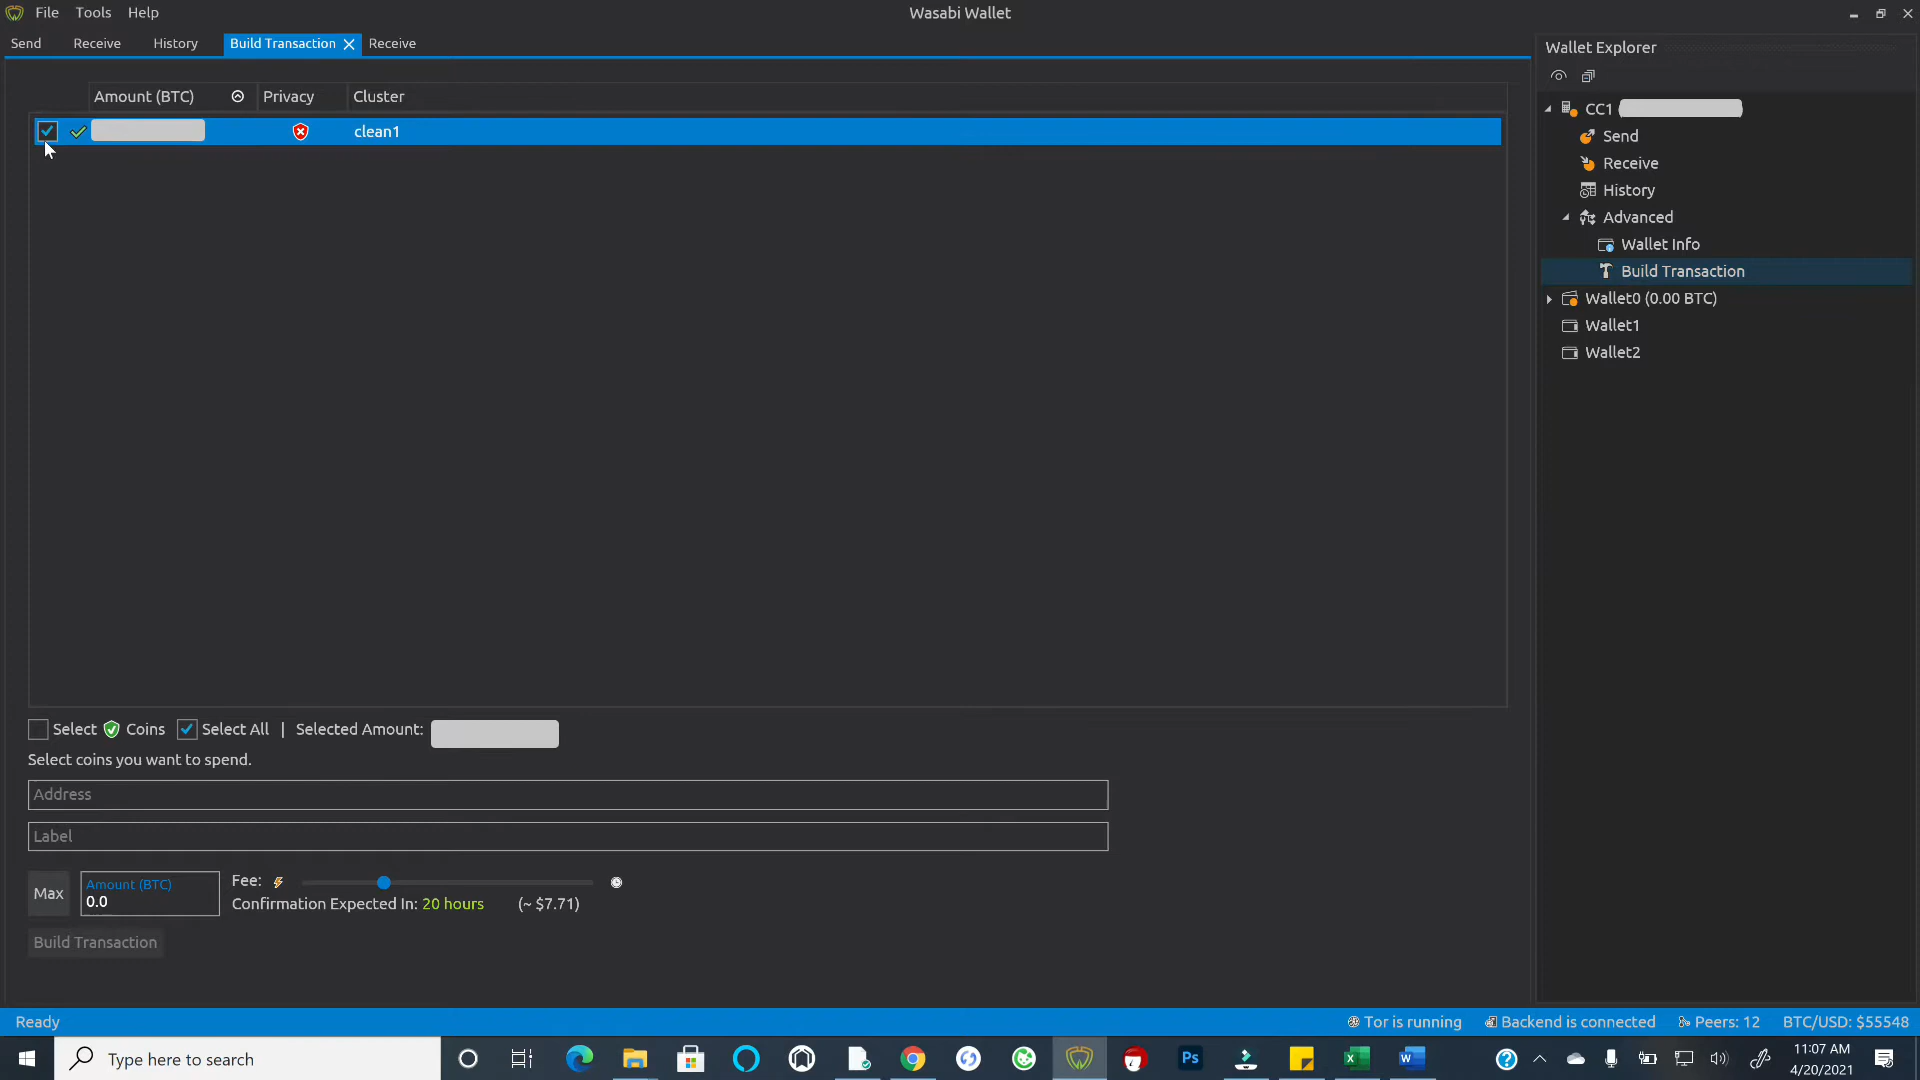 File Tools Help
Wasabi Wallet
Send Receive History Build Transaction Receive
Wallet Explorer
Amount (BTC) Privacy Cluster
clean1
CC1
Send
Receive
History
Advanced
Wallet Info
Build Transaction
Wallet0 (0.00 BTC)
Wallet1
Wallet2
Select Coins Select All | Selected Amount:
Select coins you want to spend.
Address
Label
Max
Amount (BTC)
0.0
Fee:
Confirmation Expected In: 20 hours (~ $7.71)
Build Transaction
Ready
Tor is running Backend is connected Peers: 12 BTC/USD: $55548
Type here to search
Ps
11:07 AM
4/20/2021